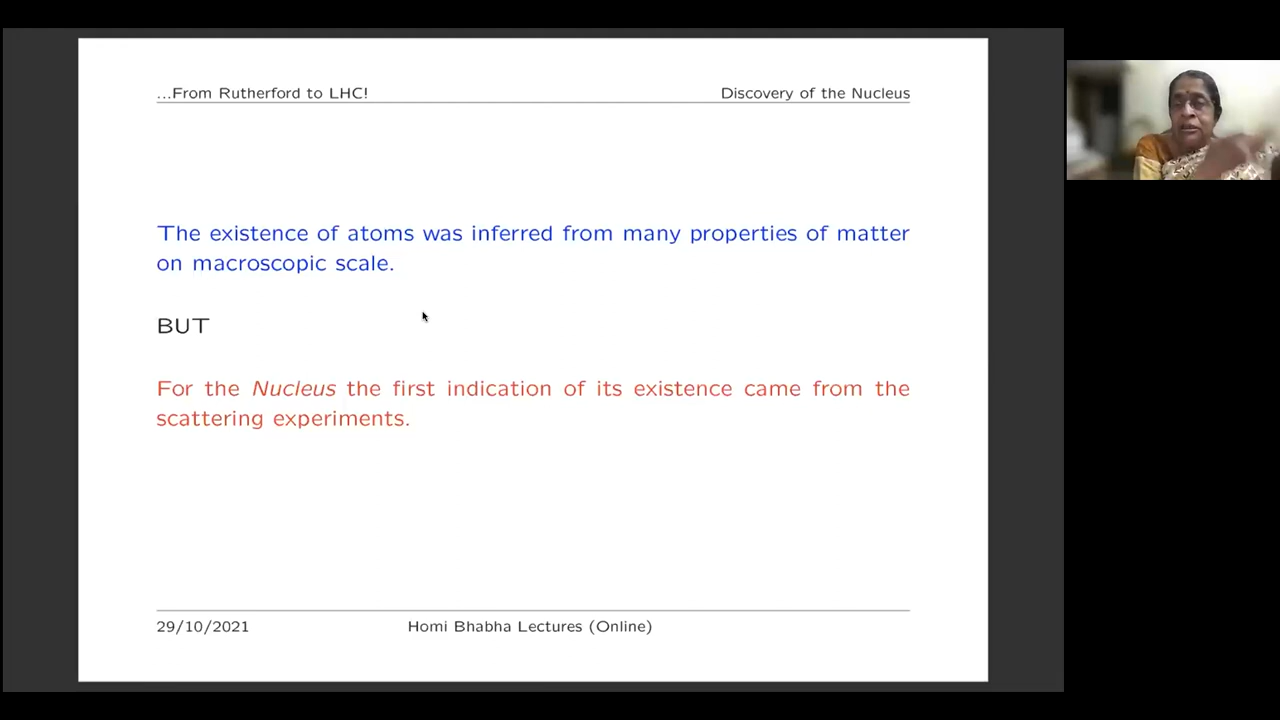 ...From Rutherford to LHC!
Discovery of the Nucleus
The existence of atoms was inferred from many properties of matter
on macroscopic scale.
BUT
For the Nucleus the first indication of its existence came from the
scattering experiments.
29/10/2021
Homi Bhabha Lectures (Online)